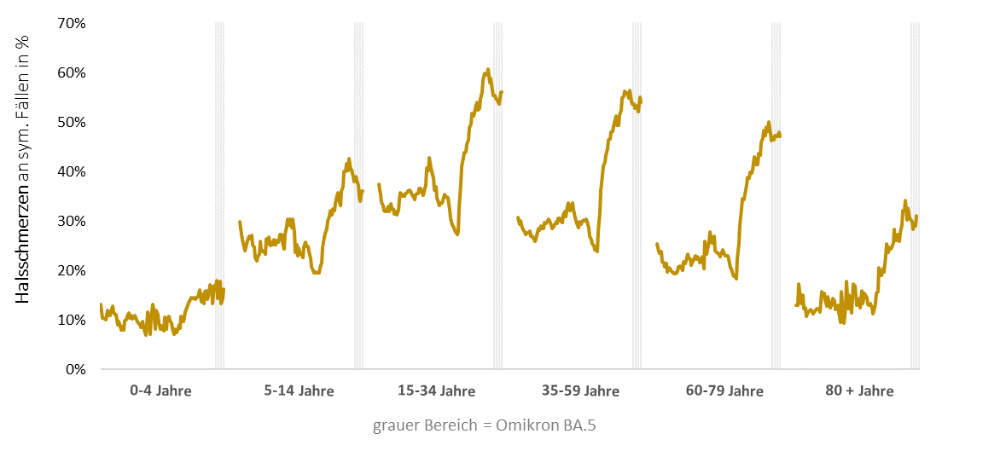 Halsschmerzen an sym. Fällen in %
70%
60%
50%
40%
30%
20%
10%
0%
0-4 Jahre 5-14 Jahre 15-34 Jahre 35-59 Jahre 60-79 Jahre 80 + Jahre
grauer Bereich = Omikron BA.5